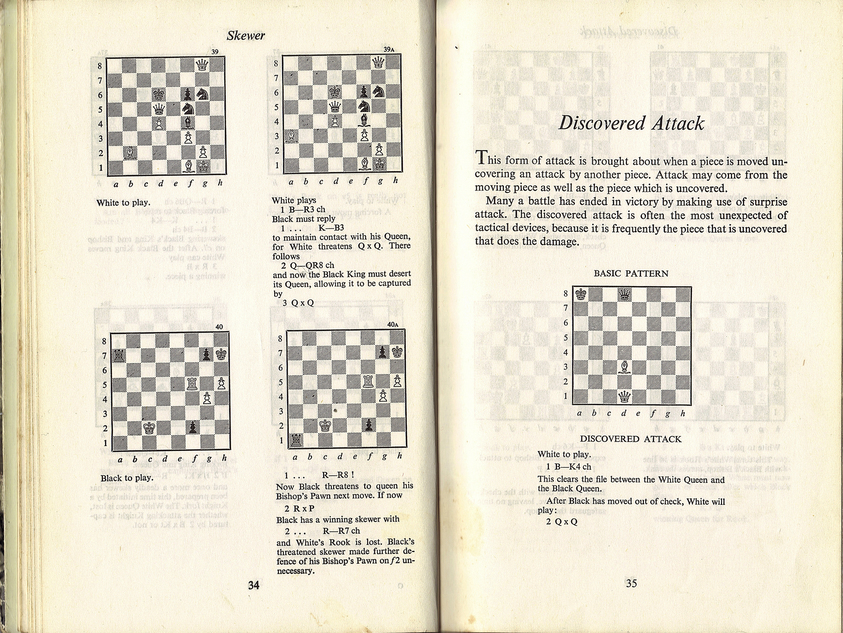 Skewer
39
39A
8
7
6
5
4
3
2
1
a b c d e f g h
8
7
6
5
4
3
2
1
a b c d e f g h
White to play.
White plays
1 B—R3 ch
Black must reply
1 ... K—B3
to maintain contact with his Queen,
for White threatens Q x Q. There
follows
2 Q—QR8 ch
and now the Black King must desert
its Queen, allowing it to be captured
by
3 Q x Q
40
40A
8
7
6
5
4
3
2
1
a b c d e f g h
8
7
6
5
4
3
2
1
a b c d e f g h
Black to play.
1 ... R—R8 !
Now Black threatens to queen his
Bishop's Pawn next move. If now
2 R x P
Black has a winning skewer with
2 ... R—R7 ch
and White's Rook is lost. Black's
threatened skewer made further de-
fence of his Bishop's Pawn on f2 un-
necessary.
34
Discovered Attack
This form of attack is brought about when a piece is moved un-
covering an attack by another piece. Attack may come from the
moving piece as well as the piece which is uncovered.
Many a battle has ended in victory by making use of surprise
attack. The discovered attack is often the most unexpected of
tactical devices, because it is frequently the piece that is uncovered
that does the damage.
BASIC PATTERN
8
7
6
5
4
3
2
1
a b c d e f g h
DISCOVERED ATTACK
White to play.
1 B—K4 ch
This clears the file between the White Queen and
the Black Queen.
After Black has moved out of check, White will
play:
2 Q x Q
35